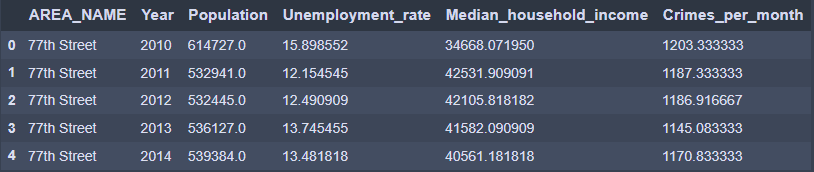 AREA_NAME Year Population Unemployment_rate Median_household_income Crimes_per_month
0 77th Street 2010 614727.0 15.898552 34668.071950 1203.333333
1 77th Street 2011 532941.0 12.154545 42531.909091 1187.333333
2 77th Street 2012 532445.0 12.490909 42105.818182 1186.916667
3 77th Street 2013 536127.0 13.745455 41582.090909 1145.083333
4 77th Street 2014 539384.0 13.481818 40561.181818 1170.833333